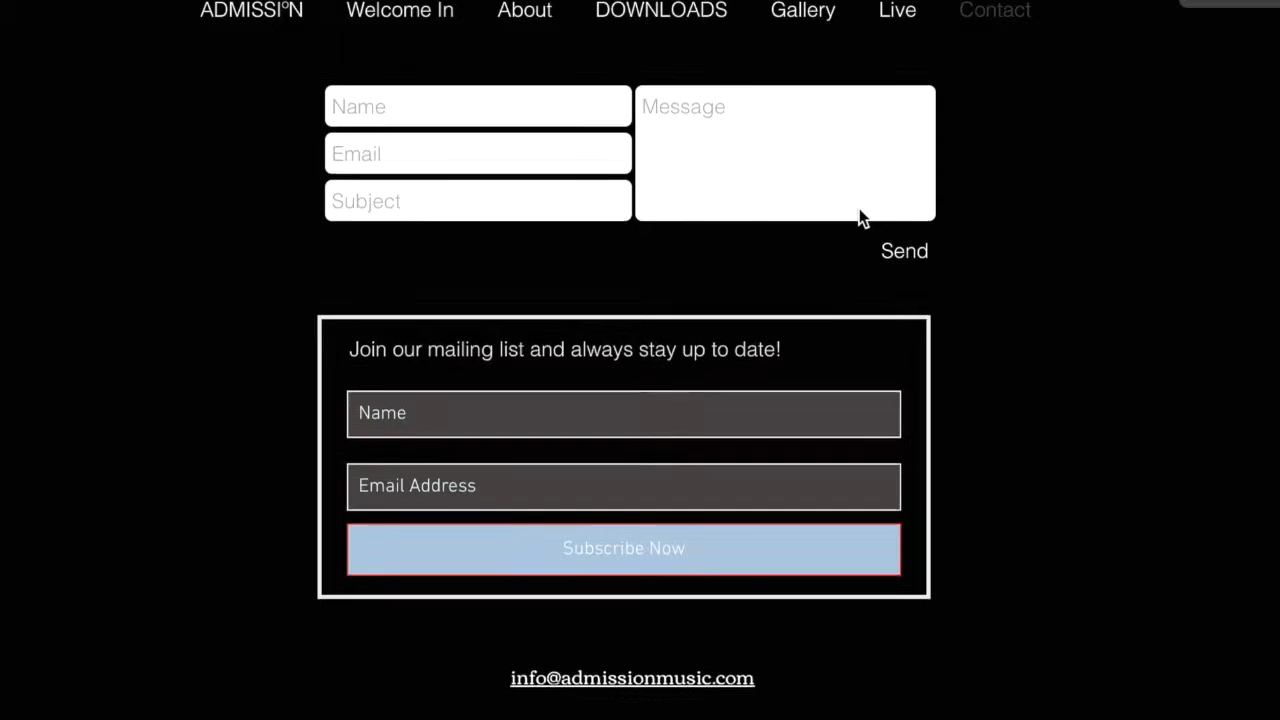 ADMISSIºN Welcome In About DOWNLOADS Gallery Live Contact
Name
Email
Subject
Message
Send
Join our mailing list and always stay up to date!
Name
Email Address
Subscribe Now
info@admissionmusic.com